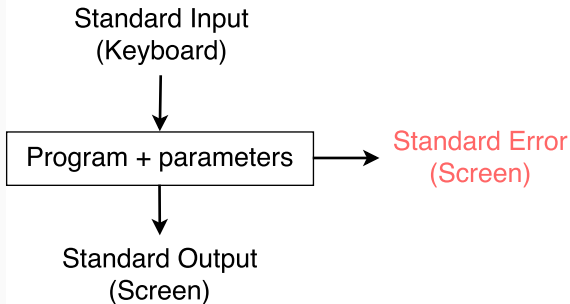 Standard Input
(Keyboard)
Program + parameters
Standard Error
(Screen)
Standard Output
(Screen)